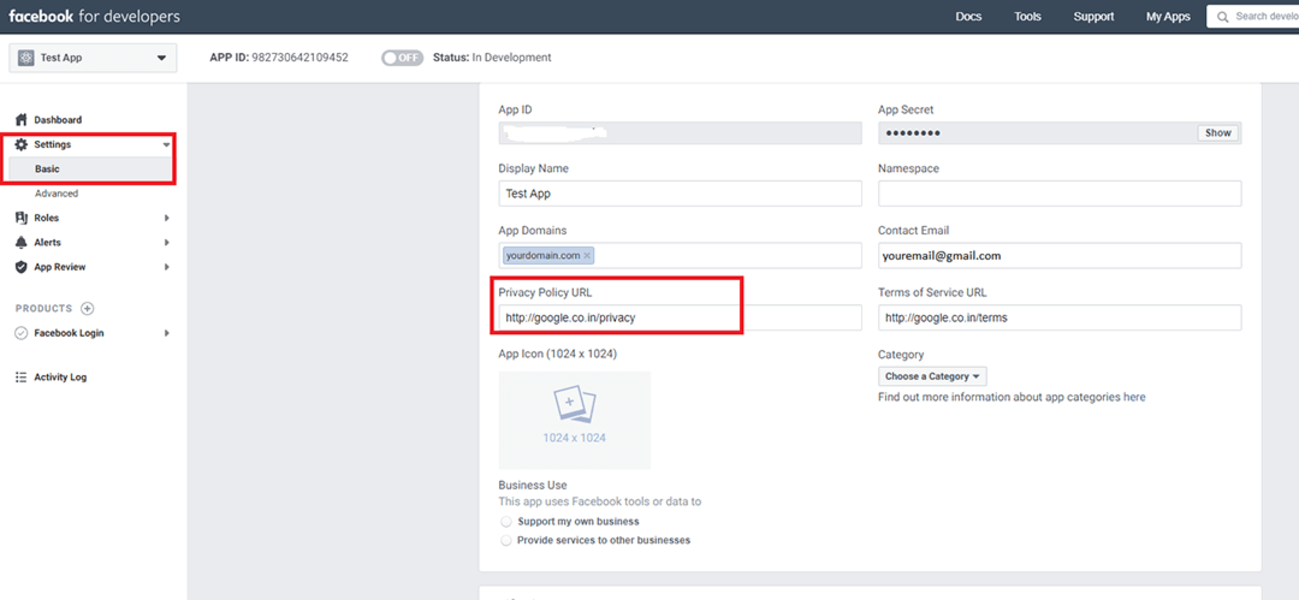 facebook for developers Docs Tools Support My Apps Search develo
Test App APP ID: 982730642109452 OFF Status: In Development
Dashboard
Settings
Basic
Advanced
Roles
Alerts
App Review
PRODUCTS
Facebook Login
Activity Log
App ID App Secret
●●●●●●●● Show
Display Name Namespace
Test App
App Domains Contact Email
yourdomain.com × youremail@gmail.com
Privacy Policy URL Terms of Service URL
http://google.co.in/privacy http://google.co.in/terms
App Icon (1024 x 1024) Category
Choose a Category
Find out more information about app categories here
1024 x 1024
Business Use
This app uses Facebook tools or data to
Support my own business
Provide services to other businesses